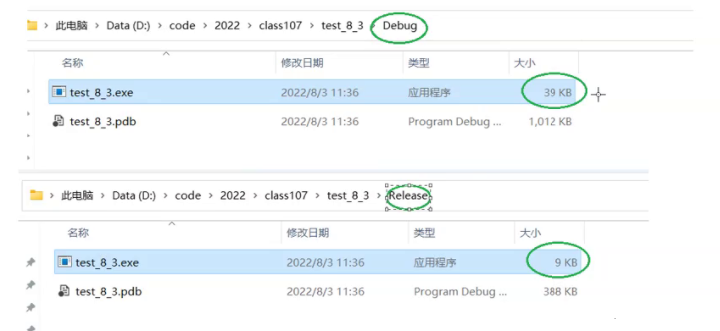 此电脑 > Data (D:) > code > 2022 > class107 > test_8_3 > Debug
名称 修改日期 类型 大小
test_8_3.exe 2022/8/3 11:36 应用程序 39 KB
test_8_3.pdb 2022/8/3 11:36 Program Debug ... 1,012 KB
此电脑 > Data (D:) > code > 2022 > class107 > test_8_3 > Release
名称 修改日期 类型 大小
test_8_3.exe 2022/8/3 11:36 应用程序 9 KB
test_8_3.pdb 2022/8/3 11:36 Program Debug ... 388 KB